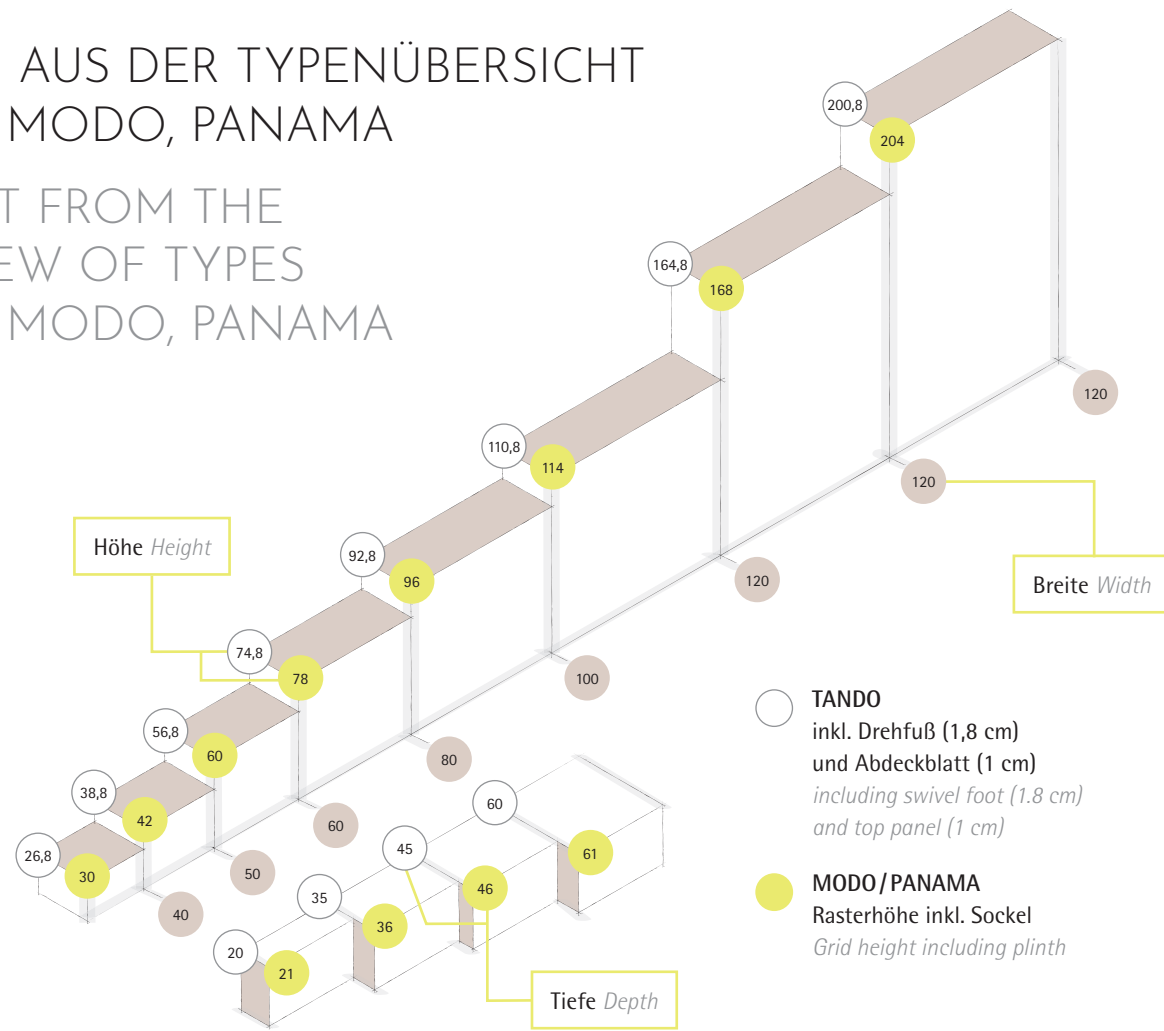 AUS DER TYPENÜBERSICHT
MODO, PANAMA
T FROM THE
EW OF TYPES
MODO, PANAMA
200,8
204
164,8
168
120
110,8
114
120
Höhe Height
92,8
96
120
Breite Width
74,8
78
100
56,8
60
80
38,8
42
60
26,8
30
50
40
60
61
45
46
35
36
20
21
Tiefe Depth
TANDO
inkl. Drehfuß (1,8 cm)
und Abdeckblatt (1 cm)
including swivel foot (1.8 cm)
and top panel (1 cm)
MODO / PANAMA
Rasterhöhe inkl. Sockel
Grid height including plinth